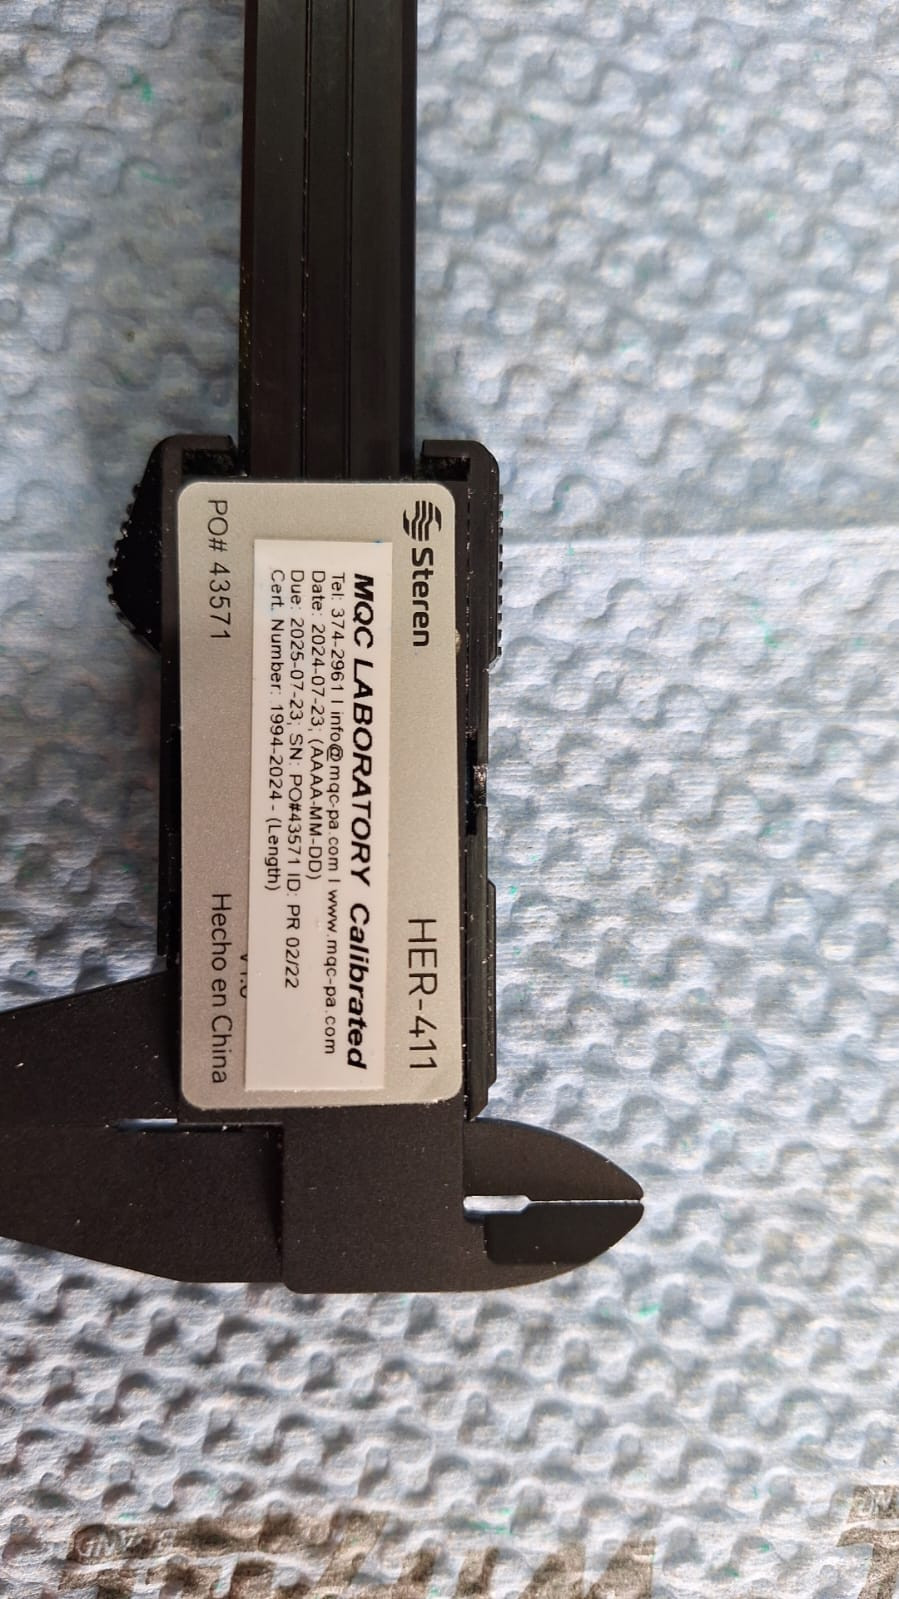 Steren
HER-411
MQC LABORATORY Calibrated
Tel: 374-2961 I info@mqc-pa.com I www.mqc-pa.com
Date: 2024-07-23; (AAAA-MM-DD)
Due: 2025-07-23; SN: PO#43571 ID: PR 02/22
Cert. Number: 1994-2024 - (Length)
PO# 43571
Hecho en China